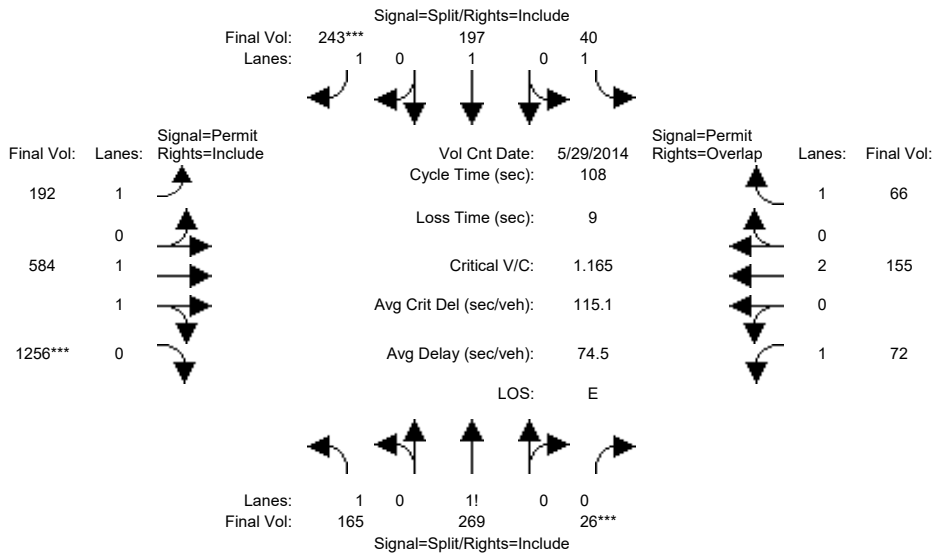 Signal=Split/Rights=Include
Final Vol: 243*** 197 40
Lanes: 1 0 1 0 1
Signal=Permit Signal=Permit
Final Vol: Lanes: Rights=Include Vol Cnt Date: 5/29/2014 Rights=Overlap Lanes: Final Vol:
Cycle Time (sec): 108
192 1 1 66
Loss Time (sec): 9
0 0
584 1 Critical V/C: 1.165 2 155
1 Avg Crit Del (sec/veh): 115.1 0
1256*** 0 Avg Delay (sec/veh): 74.5 1 72
LOS: E
Lanes: 1 0 1! 0 0
Final Vol: 165 269 26***
Signal=Split/Rights=Include